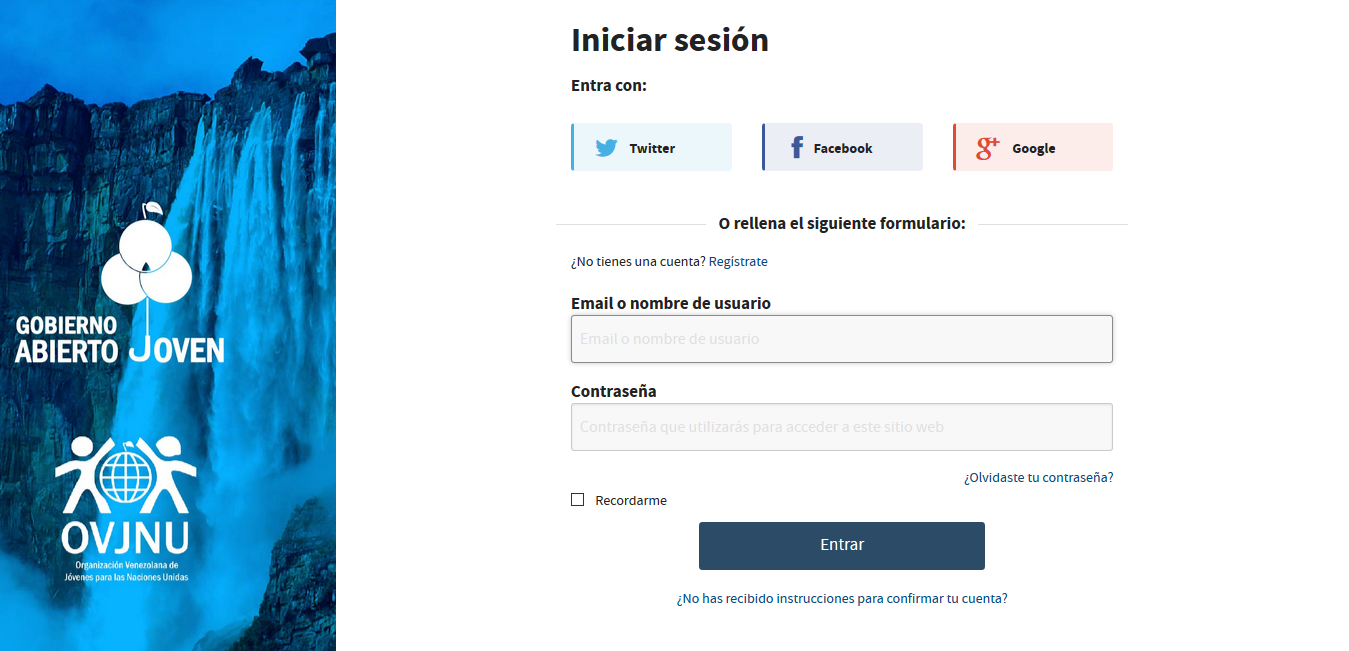 GOBIERNO
ABIERTO JOVEN
OVJNU
Organización Venezolana de
Jóvenes para las Naciones Unidas
Iniciar sesión
Entra con:
Twitter
Facebook
Google
O rellena el siguiente formulario:
¿No tienes una cuenta? Regístrate
Email o nombre de usuario
Email o nombre de usuario
Contraseña
Contraseña que utilizarás para acceder a este sitio web
¿Olvidaste tu contraseña?
Recordarme
Entrar
¿No has recibido instrucciones para confirmar tu cuenta?